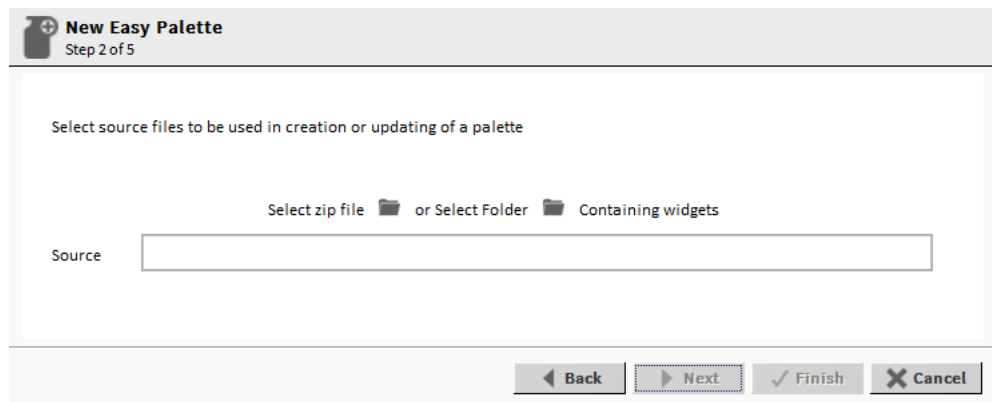 New Easy Palette
Step 2 of 5
Select source files to be used in creation or updating of a palette
Select zip file or Select Folder Containing widgets
Source
Back Next Finish Cancel